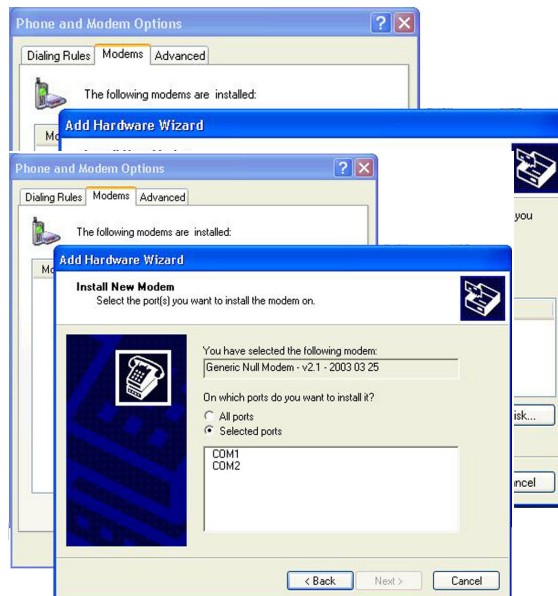 Phone and Modem Options
Dialing Rules Modems Advanced
The following modems are installed:
Mo
Add Hardware Wizard
you
Phone and Modem Options
Dialing Rules Modems Advanced
The following modems are installed:
Mo
Add Hardware Wizard
Install New Modem
Select the port(s) you want to install the modem on.
You have selected the following modem:
Generic Null Modem - v2.1 - 2003 03 25
On which ports do you want to install it?
All ports
Selected ports
isk...
COM1
COM2
ncel
< Back Next > Cancel